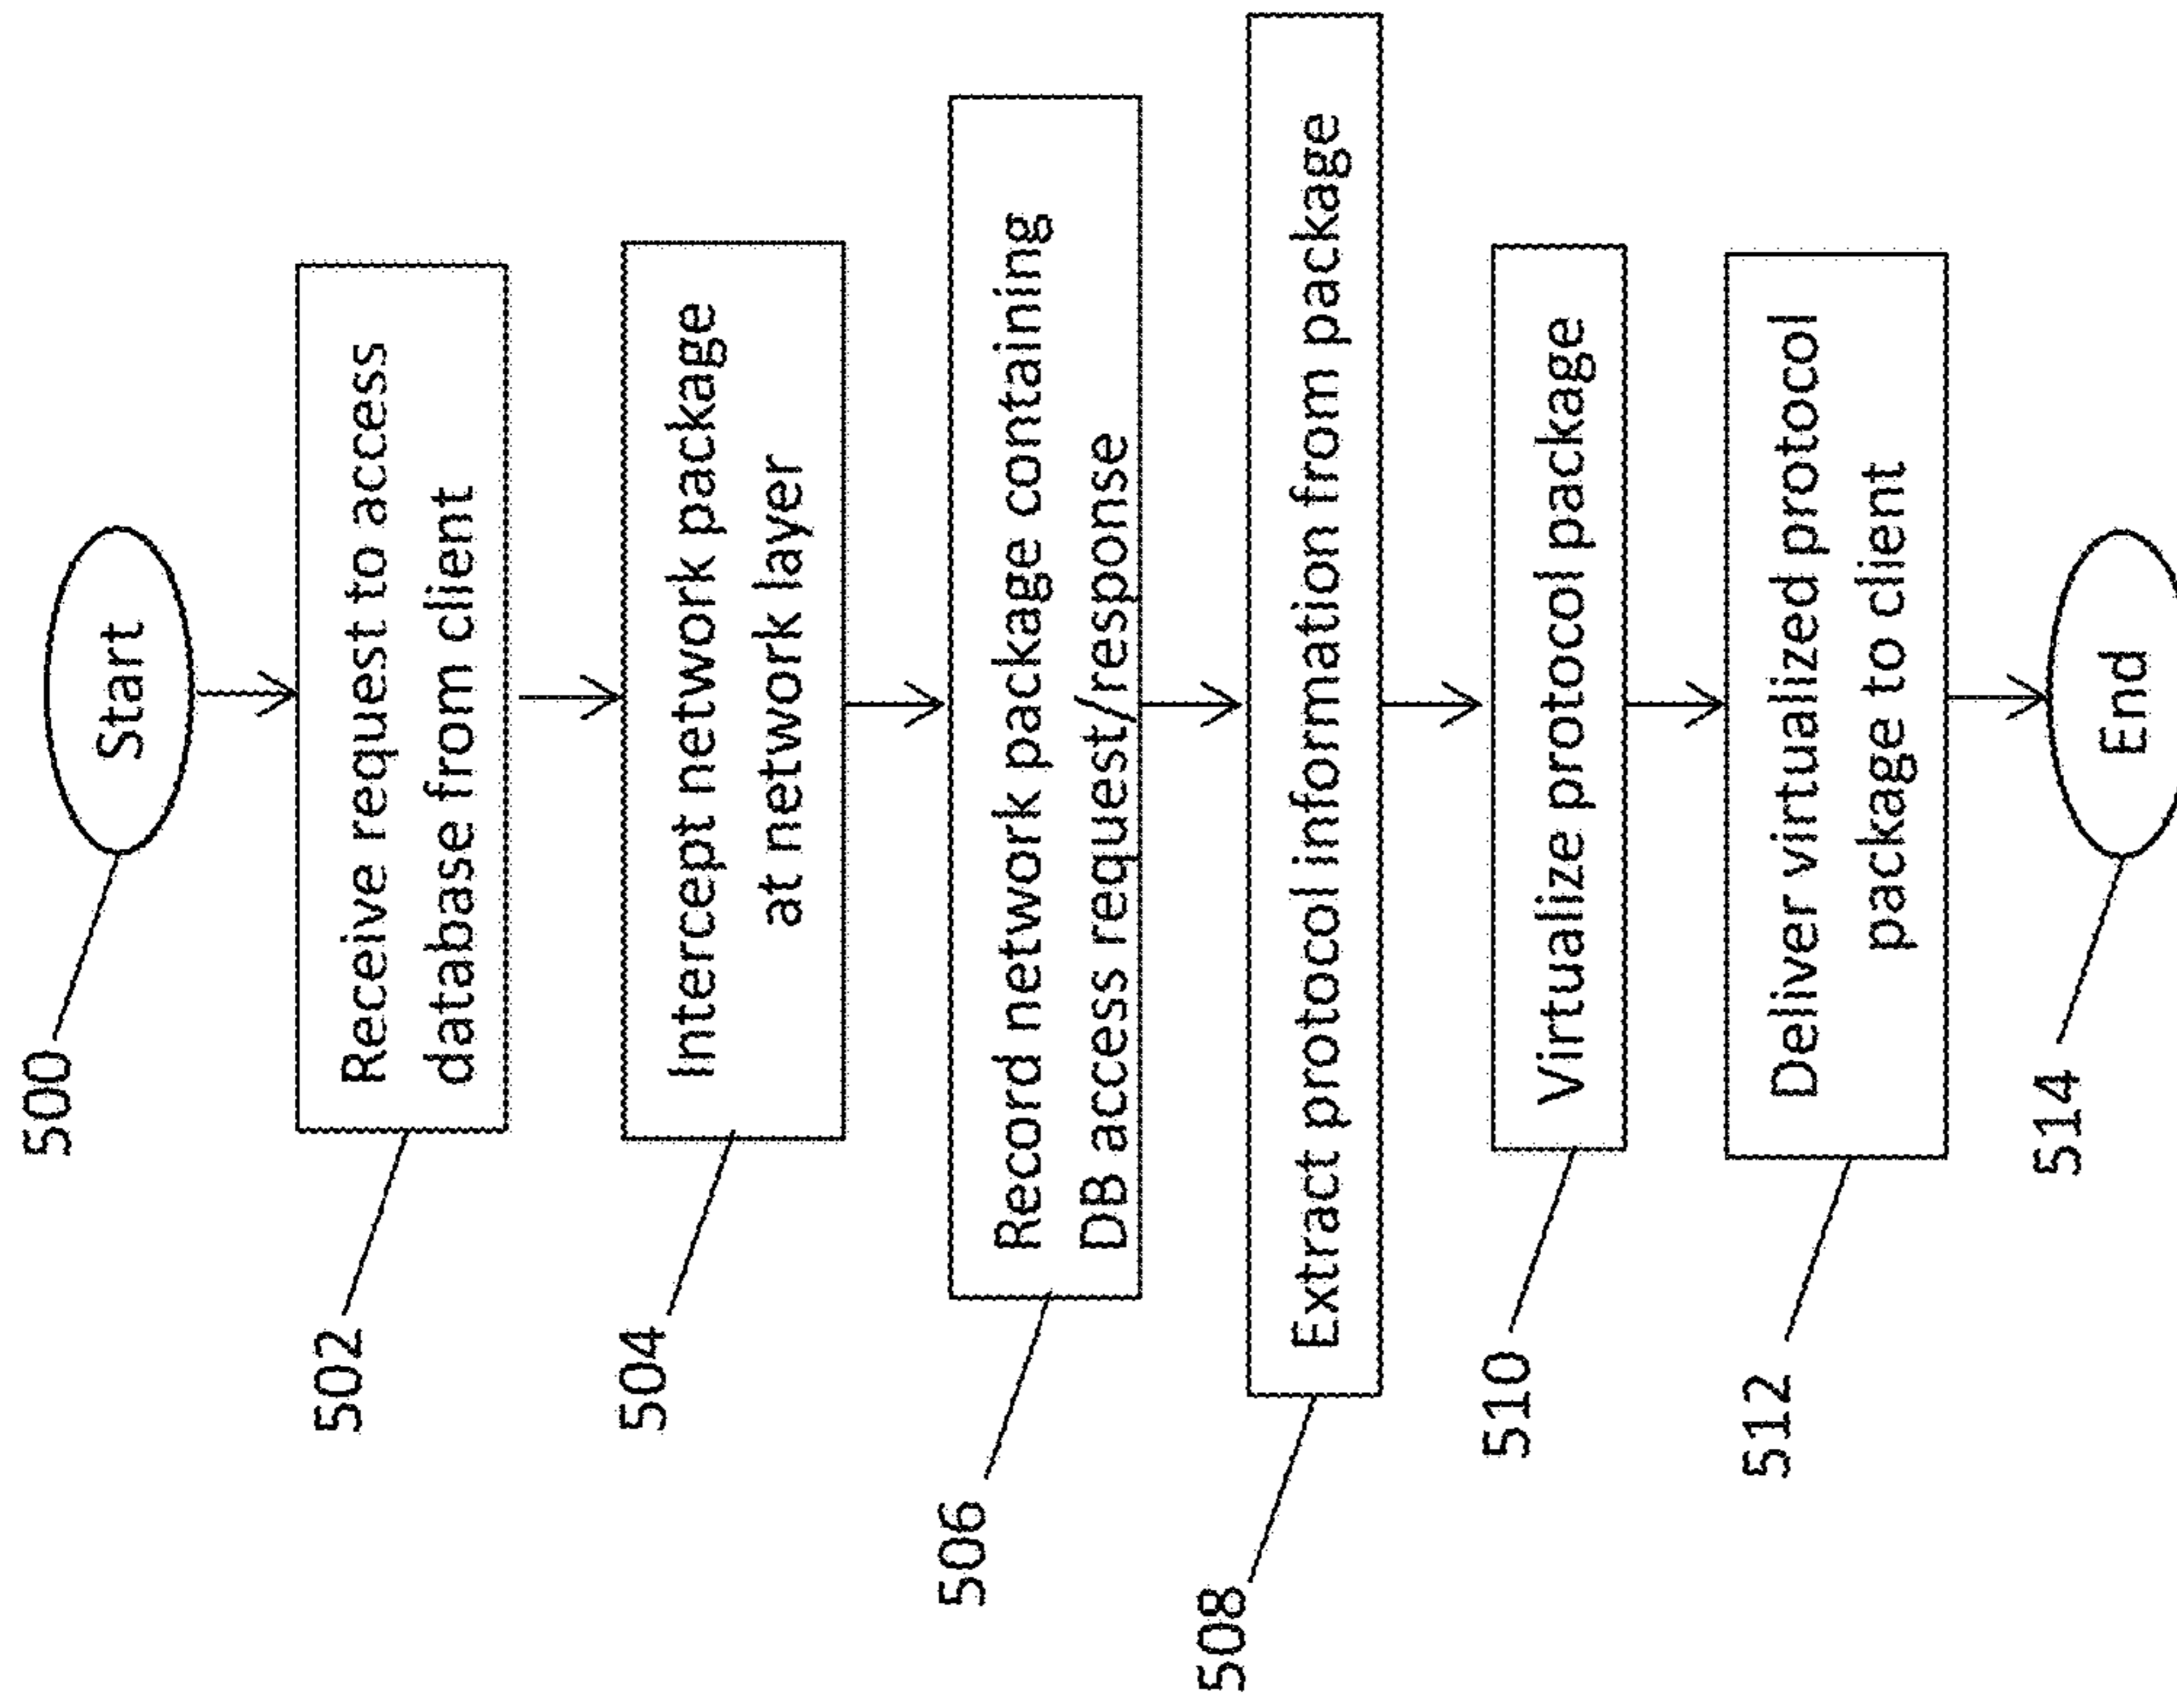 500
Start
502
Receive request to access
database from client
504
Intercept network package
at network layer
506
Record network package containing
DB access request/response
508
Extract protocol information from package
510
Virtualize protocol package
512
Deliver virtualized protocol
package to client
514
End